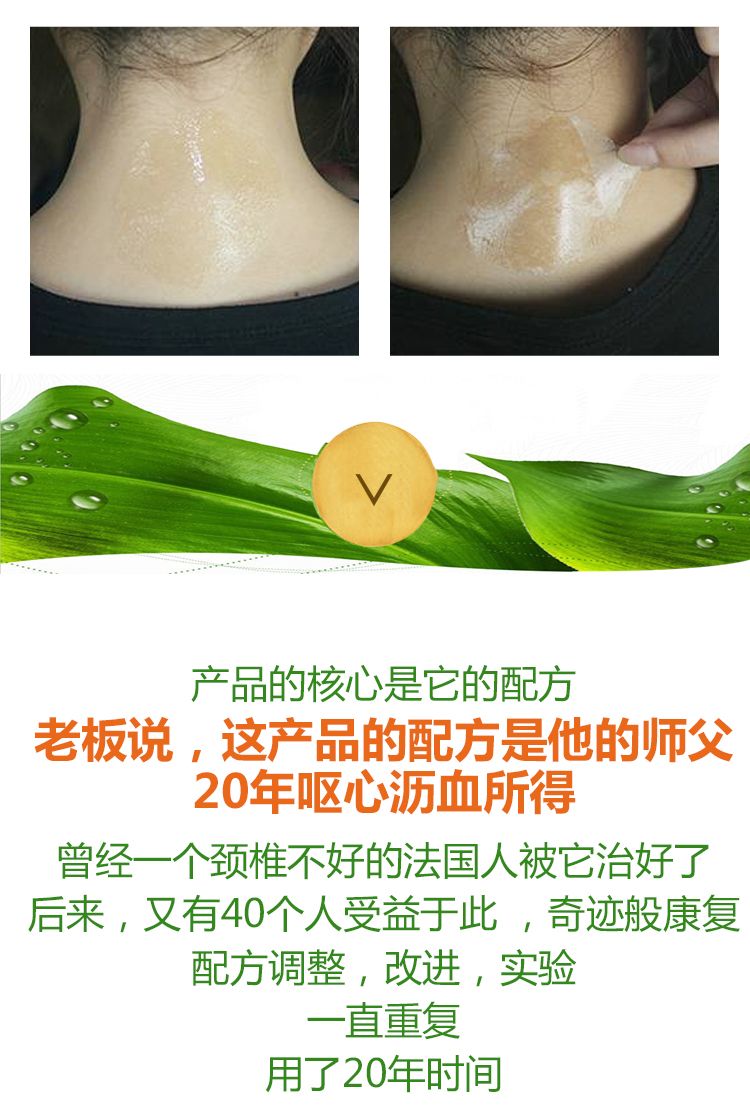 V
产品的核心是它的配方
老板说，这产品的配方是他的师父
20年呕心沥血所得
曾经一个颈椎不好的法国人被它治好了
后来，又有40个人受益于此 ，奇迹般康复
配方调整，改进，实验
一直重复
用了20年时间